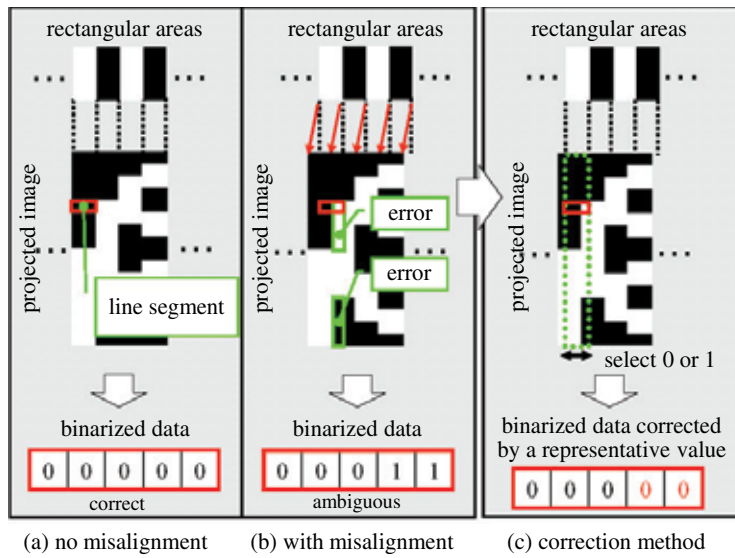 rectangular areas
projected image
line segment
binarized data
0 0 0 0 0
correct
(a) no misalignment
rectangular areas
projected image
error
error
binarized data
0 0 0 1 1
ambiguous
(b) with misalignment
rectangular areas
projected image
select 0 or 1
binarized data corrected
by a representative value
0 0 0 0 0
(c) correction method